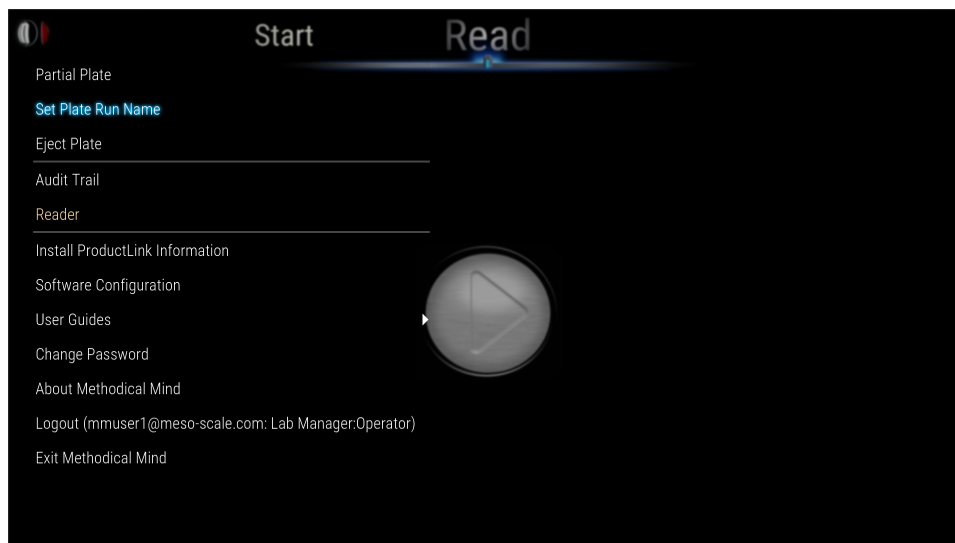 Start
Read
Partial Plate
Set Plate Run Name
Eject Plate
Audit Trail
Reader
Install ProductLink Information
Software Configuration
User Guides
Change Password
About Methodical Mind
Logout (mmuser1@meso-scale.com: Lab Manager:Operator)
Exit Methodical Mind